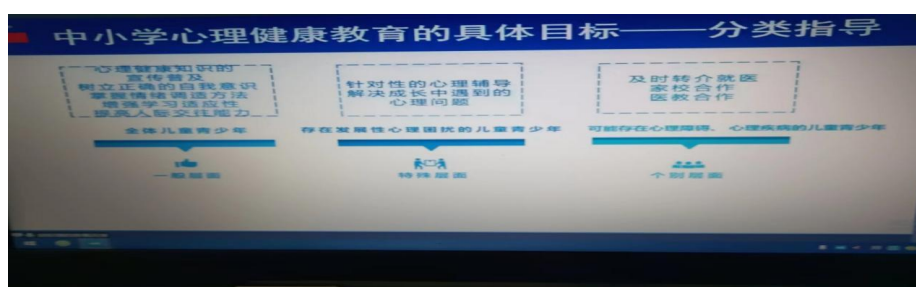 中小学心理健康教育的具体目标——分类指导
心理健康知识的
宣传普及
树立正确的自我意识
掌握情绪调适方法
增强学习适应性
提高人际交往能力
全体儿童青少年
一般层面
针对性的心理辅导
解决成长中遇到的
心理问题
存在发展性心理困扰的儿童青少年
特殊层面
及时转介就医
家校合作
医教合作
可能存在心理障碍、心理疾病的儿童青少年
个别层面